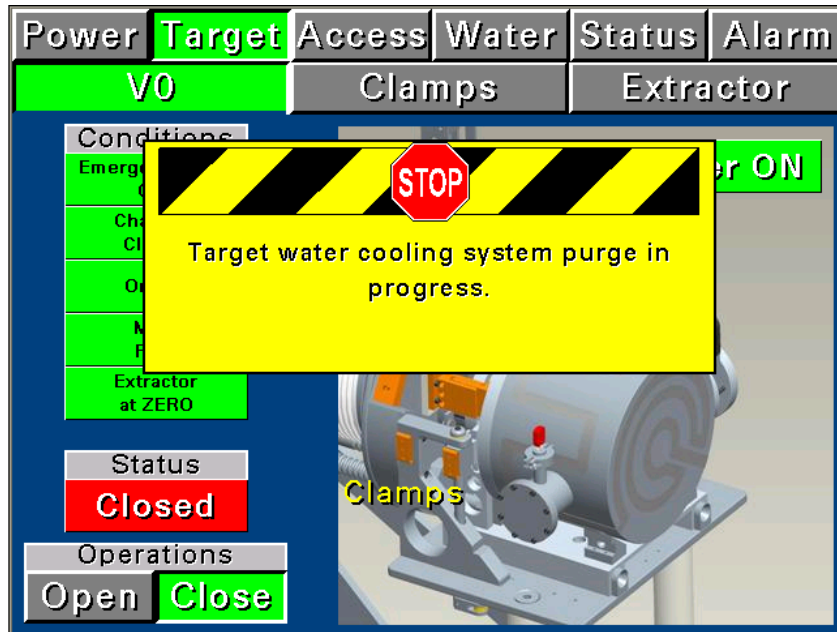 Power Target Access Water Status Alarm
V0 Clamps Extractor
Conditions
STOP
Target water cooling system purge in
progress.
Extractor
at ZERO
ON
Clamps
Status
Closed
Operations
Open Close